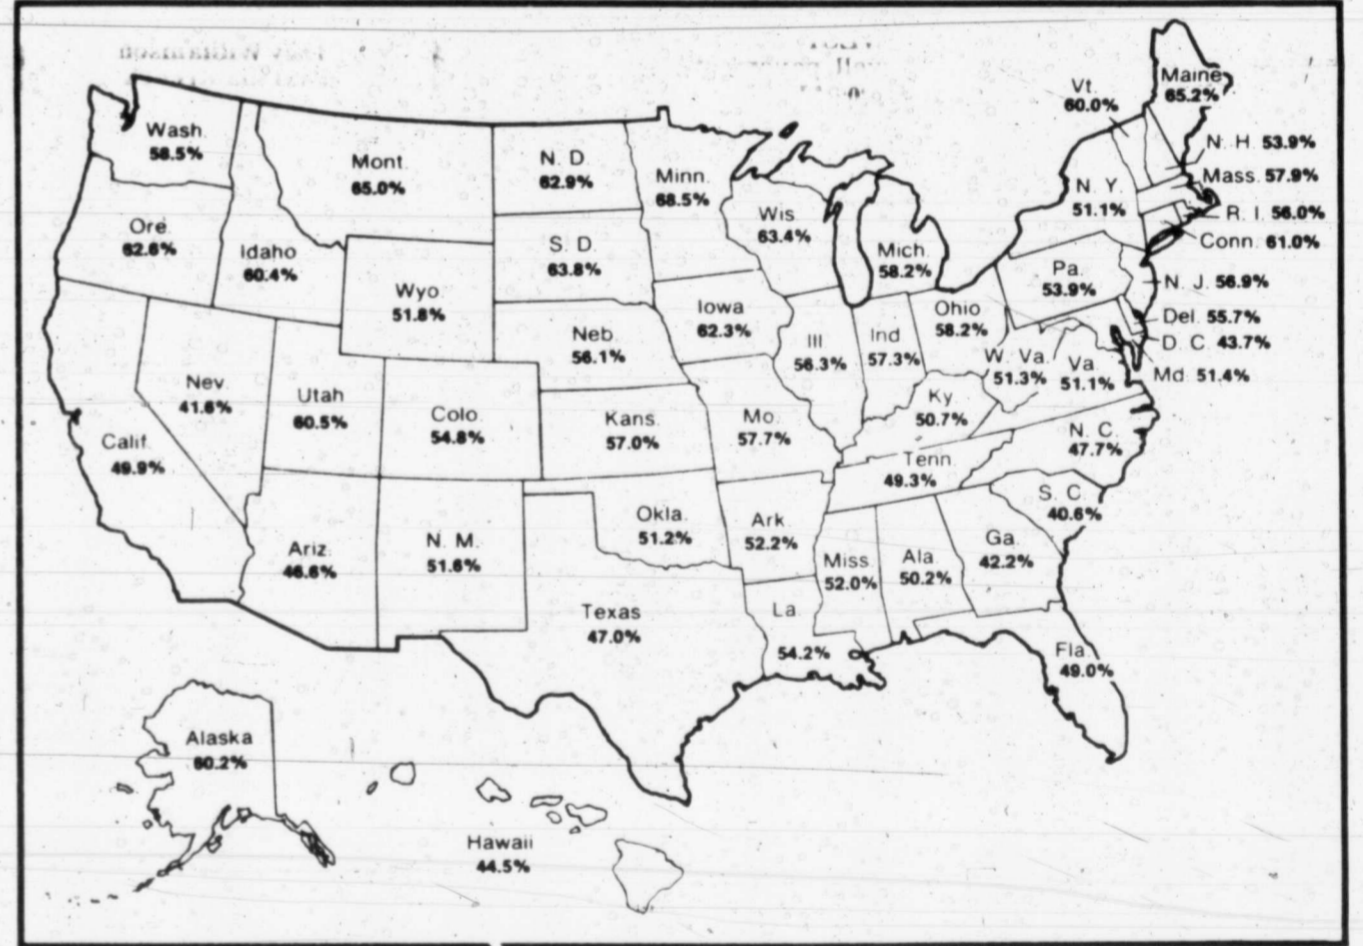 Wash.
58.5%
Ore.
62.6%
Calif.
49.9%
Nev.
41.6%
Idaho
60.4%
Mont.
65.0%
Wyo.
51.8%
Utah
60.5%
Colo.
54.8%
Ariz.
46.6%
N. M.
51.6%
N. D.
62.9%
S. D.
63.8%
Neb.
56.1%
Kans.
57.0%
Okla.
51.2%
Texas
47.0%
Minn.
68.5%
Iowa
62.3%
Mo.
57.7%
Ark.
52.2%
La.
54.2%
Wis.
63.4%
Ill.
56.3%
Mich.
58.2%
Ind.
57.3%
Ohio
58.2%
Ky.
50.7%
Tenn.
49.3%
Miss.
52.0%
Ala.
50.2%
Ga.
42.2%
Fla.
49.0%
S. C.
40.6%
N. C.
47.7%
W. Va.
51.3%
Va.
51.1%
Pa.
53.9%
N. Y.
51.1%
Vt.
60.0%
Maine
65.2%
N. H. 53.9%
Mass. 57.9%
R. I. 56.0%
Conn. 61.0%
N. J. 56.9%
Del. 55.7%
D. C. 43.7%
Md. 51.4%
Alaska
60.2%
Hawaii
44.5%